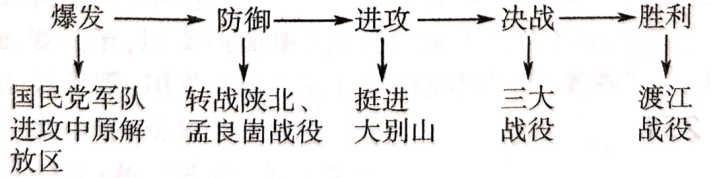 爆发 防御 进攻 决战 胜利
国民党军队 转战陕北、 挺进 三大 渡江
进攻中原解 孟良崮战役 大别山 战役 战役
放区